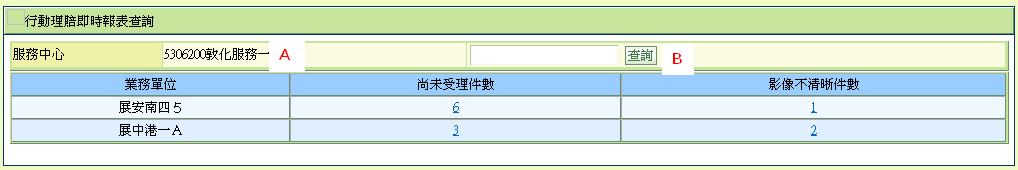 行動理賠即時報表查詢
服務中心 5306200敦化服務一 A 查詢 B
業務單位 尚未受理件數 影像不清晰件數
展安南四５ 6 1
展中港一Ａ 3 2